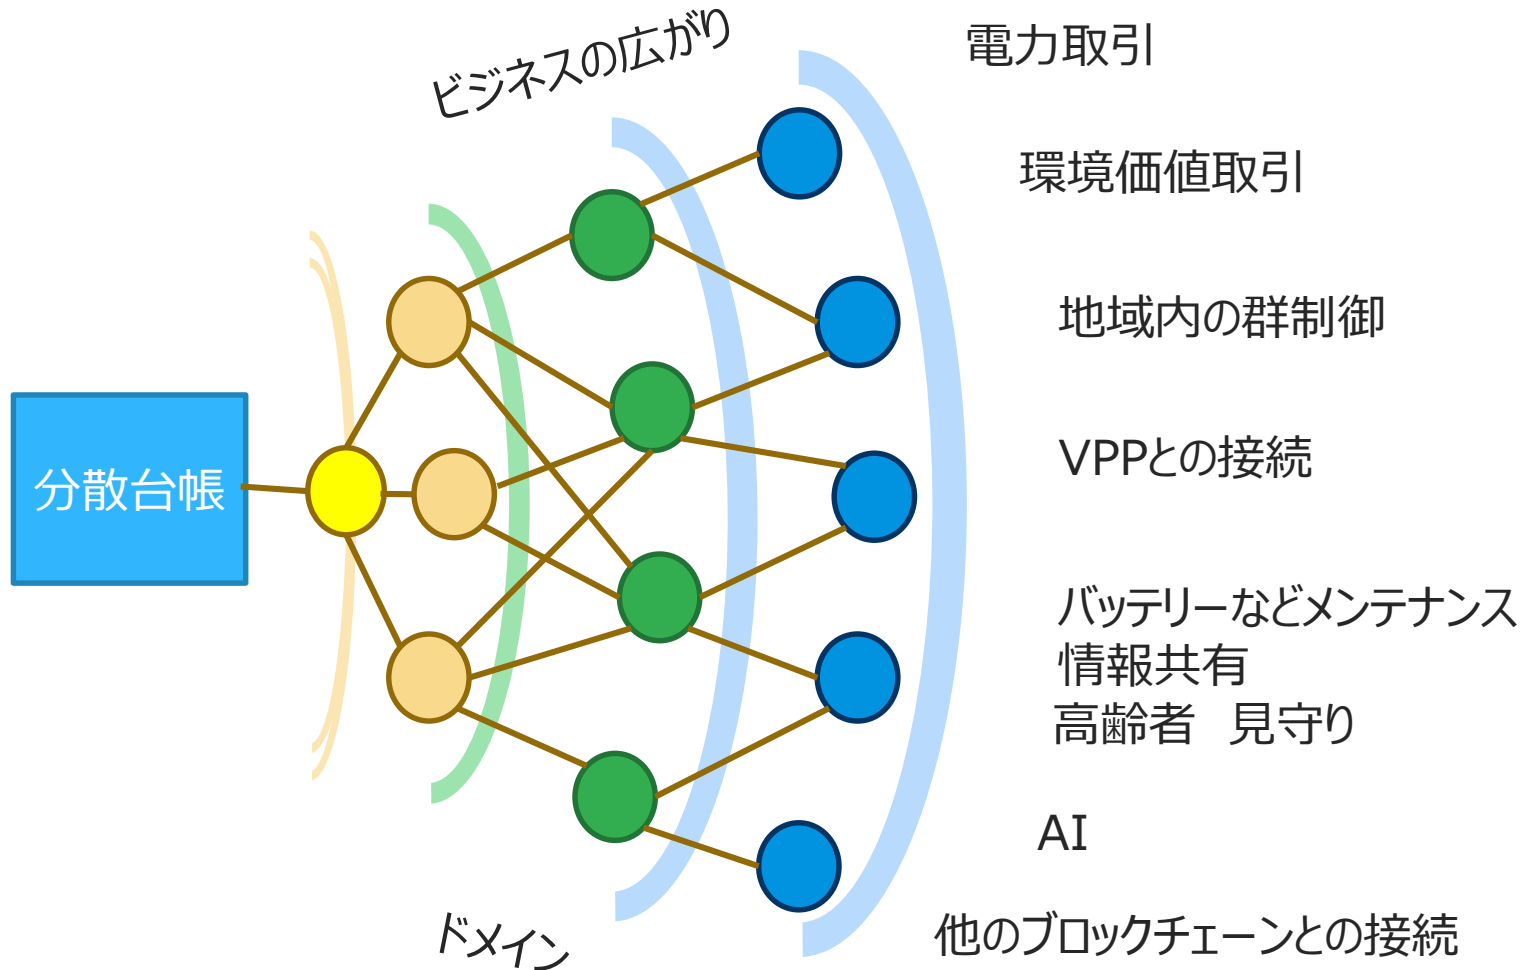 ビジネスの広がり
電力取引
環境価値取引
地域内の群制御
VPPとの接続
分散台帳
バッテリーなどメンテナンス
情報共有
高齢者　見守り
AI
他のブロックチェーンとの接続
ドメイン